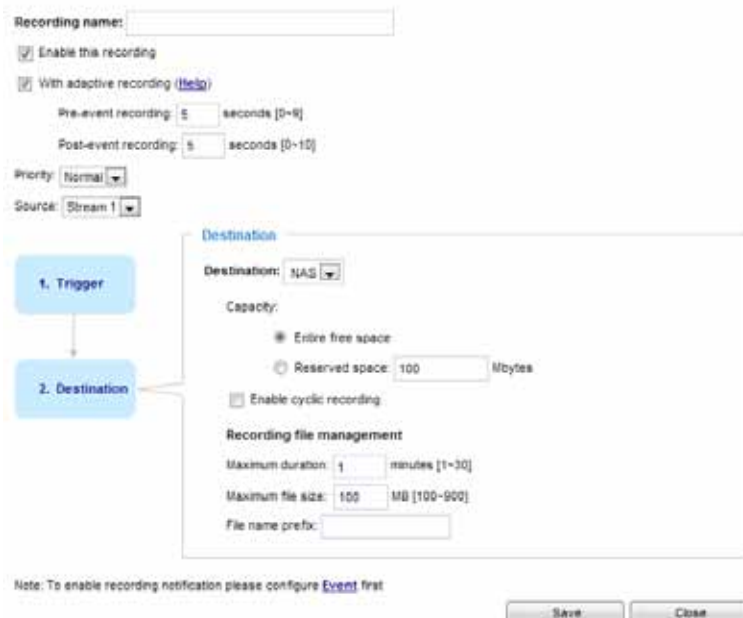 Recording name:
Enable this recording
With adaptive recording (Help)
Pre-event recording: 5 seconds [0~9]
Post-event recording: 5 seconds [0~10]
Priority: Normal
Source: Stream 1
1. Trigger
2. Destination
Destination
Destination: NAS
Capacity:
Entire free space
Reserved space: 100 Mbytes
Enable cyclic recording
Recording file management
Maximum duration: 1 minutes [1~30]
Maximum file size: 100 MB [100~900]
File name prefix:
Note: To enable recording notification please configure Event first
Save Close